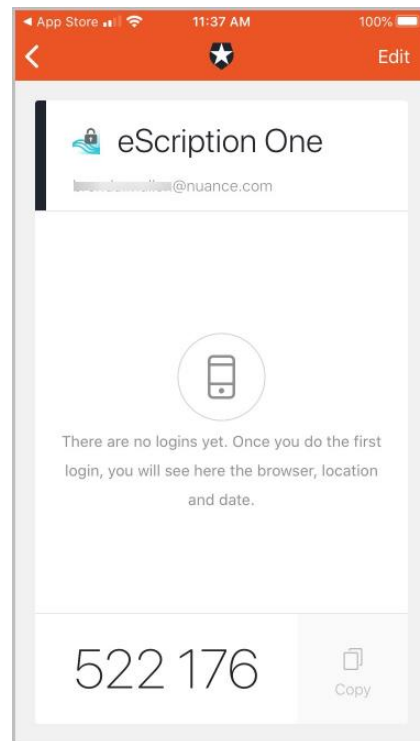 App Store 11:37 AM 100%
Edit
eScription One
@nuance.com
There are no logins yet. Once you do the first
login, you will see here the browser, location
and date.
522 176
Copy